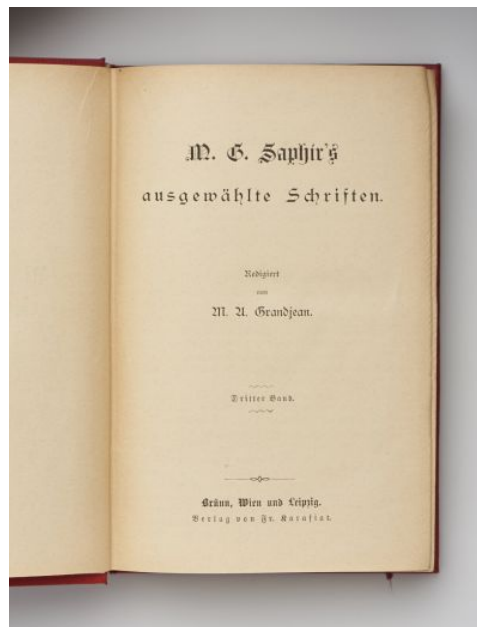 M. G. Saphir's
ausgewählte Schriften.
Redigiert
von
M. A. Grandjean.
Dritter Band.
Brünn, Wien und Leipzig.
Verlag von Fr. Karafiat.